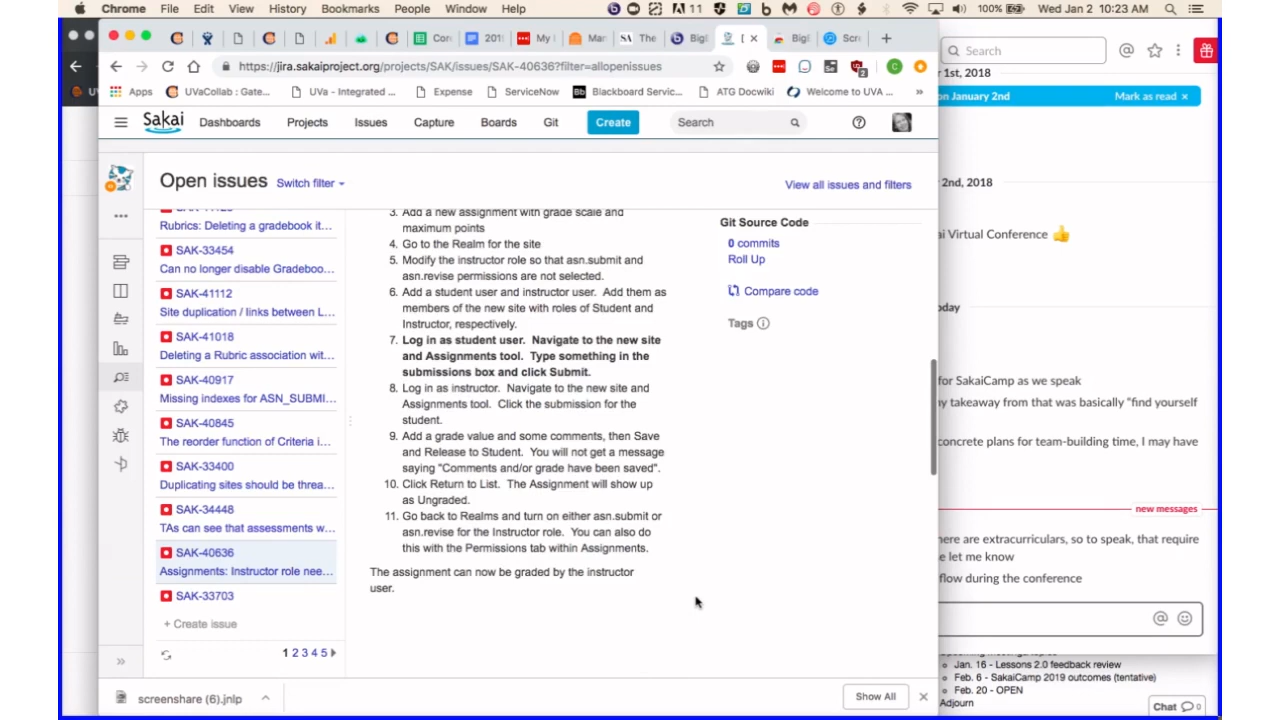 Chrome File Edit View History Bookmarks People Window Help
11 100% Wed Jan 2 10:23 AM
Con 2019 My I Mar SA The Bigl [ Bigl Scr
https://jira.sakaiproject.org/projects/SAK/issues/SAK-40636?filter=allopenissues
Apps UVaCollab : Gate... UVa - Integrated ... Expense ServiceNow Bb Blackboard Servic... ATG Docwiki Welcome to UVA ... »
Sakai Dashboards Projects Issues Capture Boards Git Create Search
Open issues Switch filter
View all issues and filters
Rubrics: Deleting a gradebook it...
SAK-33454
Can no longer disable Gradeboo...
SAK-41112
Site duplication / links between L...
SAK-41018
Deleting a Rubric association wit...
SAK-40917
Missing indexes for ASN_SUBMI...
SAK-40845
The reorder function of Criteria i...
SAK-33400
Duplicating sites should be threa...
SAK-34448
TAs can see that assessments w...
SAK-40636
Assignments: Instructor role nee...
SAK-33703
+ Create issue
1 2 3 4 5
3. Add a new assignment with grade scale and
maximum points
4. Go to the Realm for the site
5. Modify the instructor role so that asn.submit and
asn.revise permissions are not selected.
6. Add a student user and instructor user. Add them as
members of the new site with roles of Student and
Instructor, respectively.
7. Log in as student user. Navigate to the new site
and Assignments tool. Type something in the
submissions box and click Submit.
8. Log in as instructor. Navigate to the new site and
Assignments tool. Click the submission for the
student.
9. Add a grade value and some comments, then Save
and Release to Student. You will not get a message
saying "Comments and/or grade have been saved".
10. Click Return to List. The Assignment will show up
as Ungraded.
11. Go back to Realms and turn on either asn.submit or
asn.revise for the Instructor role. You can also do
this with the Permissions tab within Assignments.
The assignment can now be graded by the instructor
user.
Git Source Code
0 commits
Roll Up
Compare code
Tags
screenshare (6).jnlp
Show All
Search
r 1st, 2018
on January 2nd Mark as read ×
2nd, 2018
ai Virtual Conference
oday
for SakaiCamp as we speak
ny takeaway from that was basically "find yourself
concrete plans for team-building time, I may have
new messages
here are extracurriculars, so to speak, that require
e let me know
flow during the conference
Jan. 16 - Lessons 2.0 feedback review
Feb. 6 - SakaiCamp 2019 outcomes (tentative)
Feb. 20 - OPEN
Adjourn
Chat 0